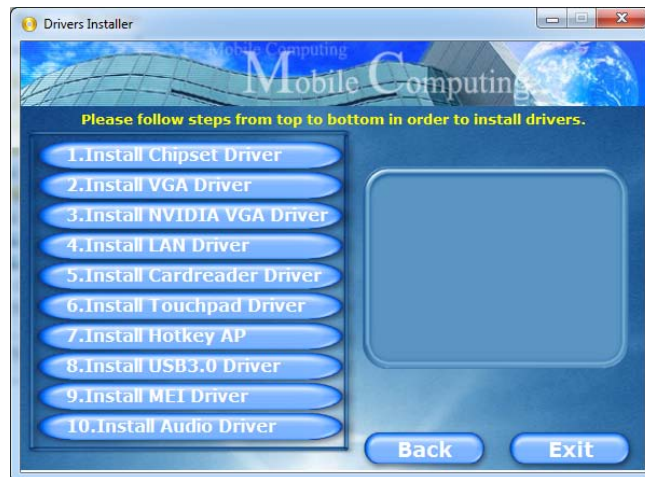 Drivers Installer
Mobile Computing
Mobile Computing
Please follow steps from top to bottom in order to install drivers.
1.Install Chipset Driver
2.Install VGA Driver
3.Install NVIDIA VGA Driver
4.Install LAN Driver
5.Install Cardreader Driver
6.Install Touchpad Driver
7.Install Hotkey AP
8.Install USB3.0 Driver
9.Install MEI Driver
10.Install Audio Driver
Back
Exit